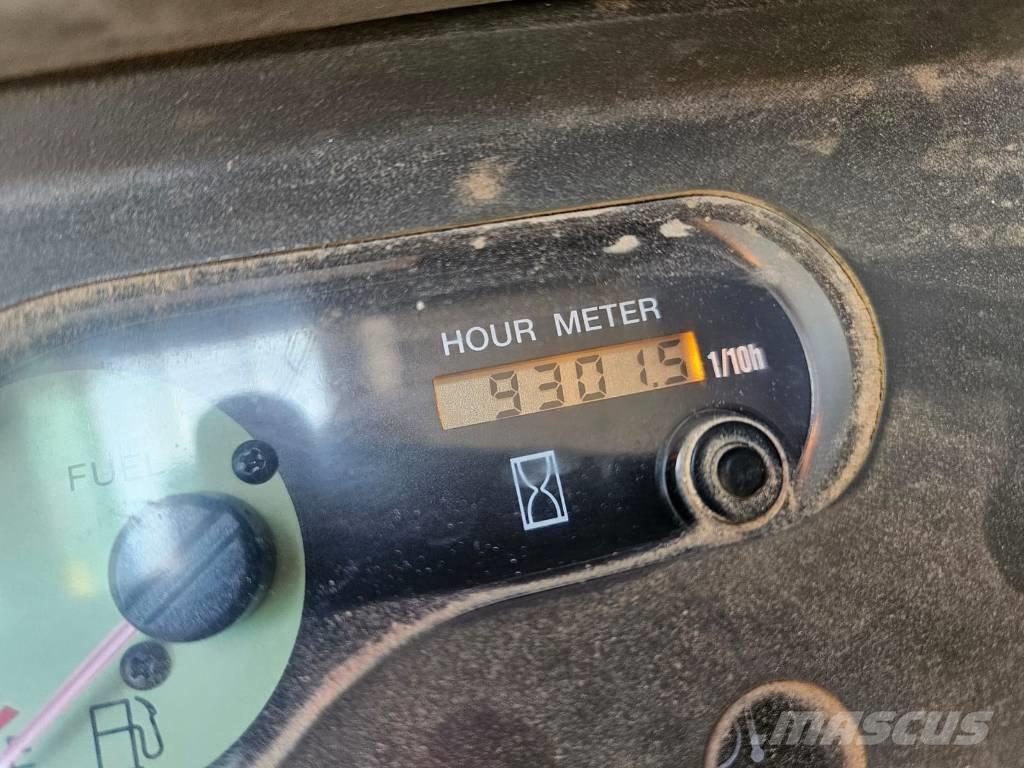 HOUR METER
9301.5 1/10h
FUEL
MASCUS